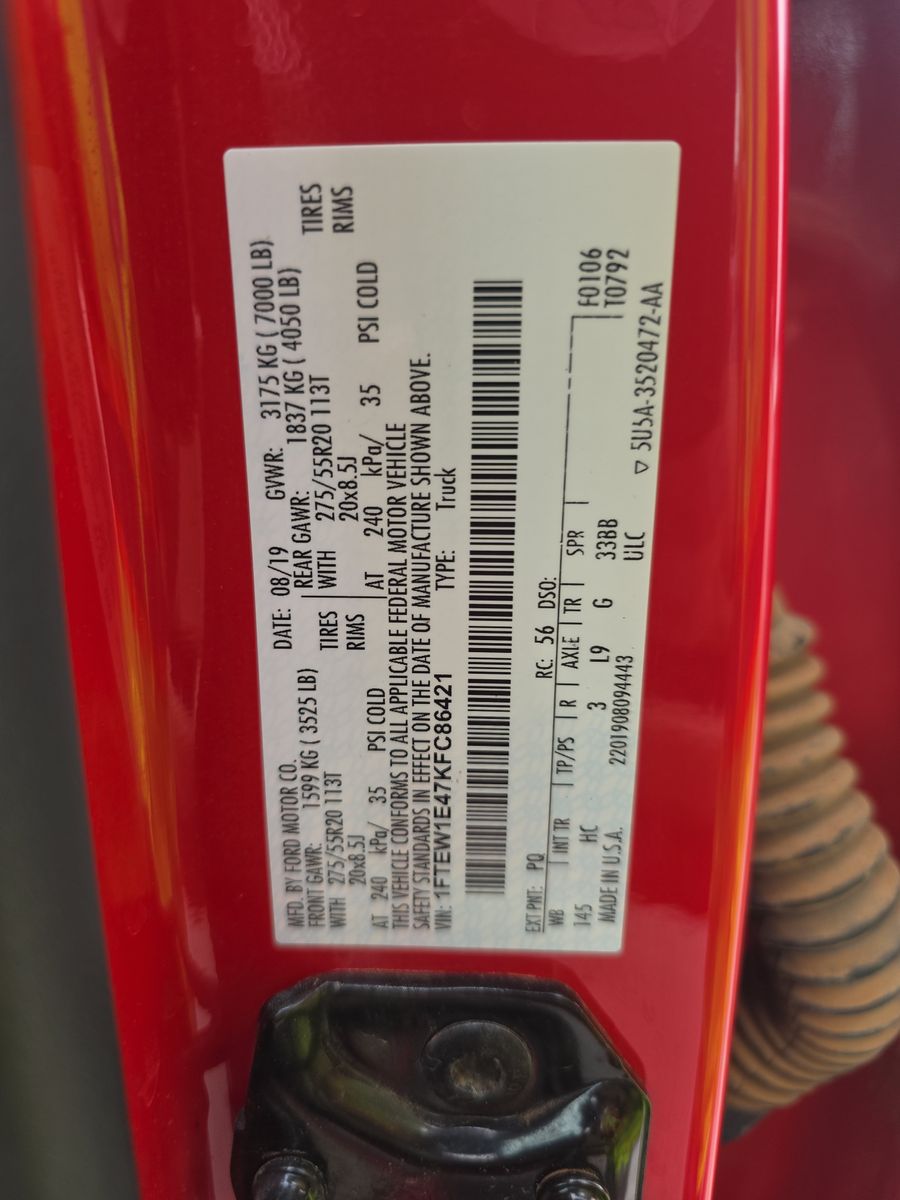 MFD. BY FORD MOTOR CO. DATE: 08/19 GVWR: 3175 KG ( 7000 LB)
FRONT GAWR: 1599 KG ( 3525 LB) REAR GAWR: 1837 KG ( 4050 LB)
WITH 275/55R20 113T TIRES WITH 275/55R20 113T TIRES
20x8.5J RIMS 20x8.5J RIMS
AT 240 kPa/ 35 PSI COLD AT 240 kPa/ 35 PSI COLD
THIS VEHICLE CONFORMS TO ALL APPLICABLE FEDERAL MOTOR VEHICLE
SAFETY STANDARDS IN EFFECT ON THE DATE OF MANUFACTURE SHOWN ABOVE.
VIN: 1FTEW1E47KFC86421 TYPE: Truck
EXT PNT: PQ RC: 56 DSO:
WB INT TR TP/PS R AXLE TR SPR F0106
145 HC 3 L9 G 33BB T0792
MADE IN U.S.A. 2201908094443 ULC
▽ 5U5A-3520472-AA